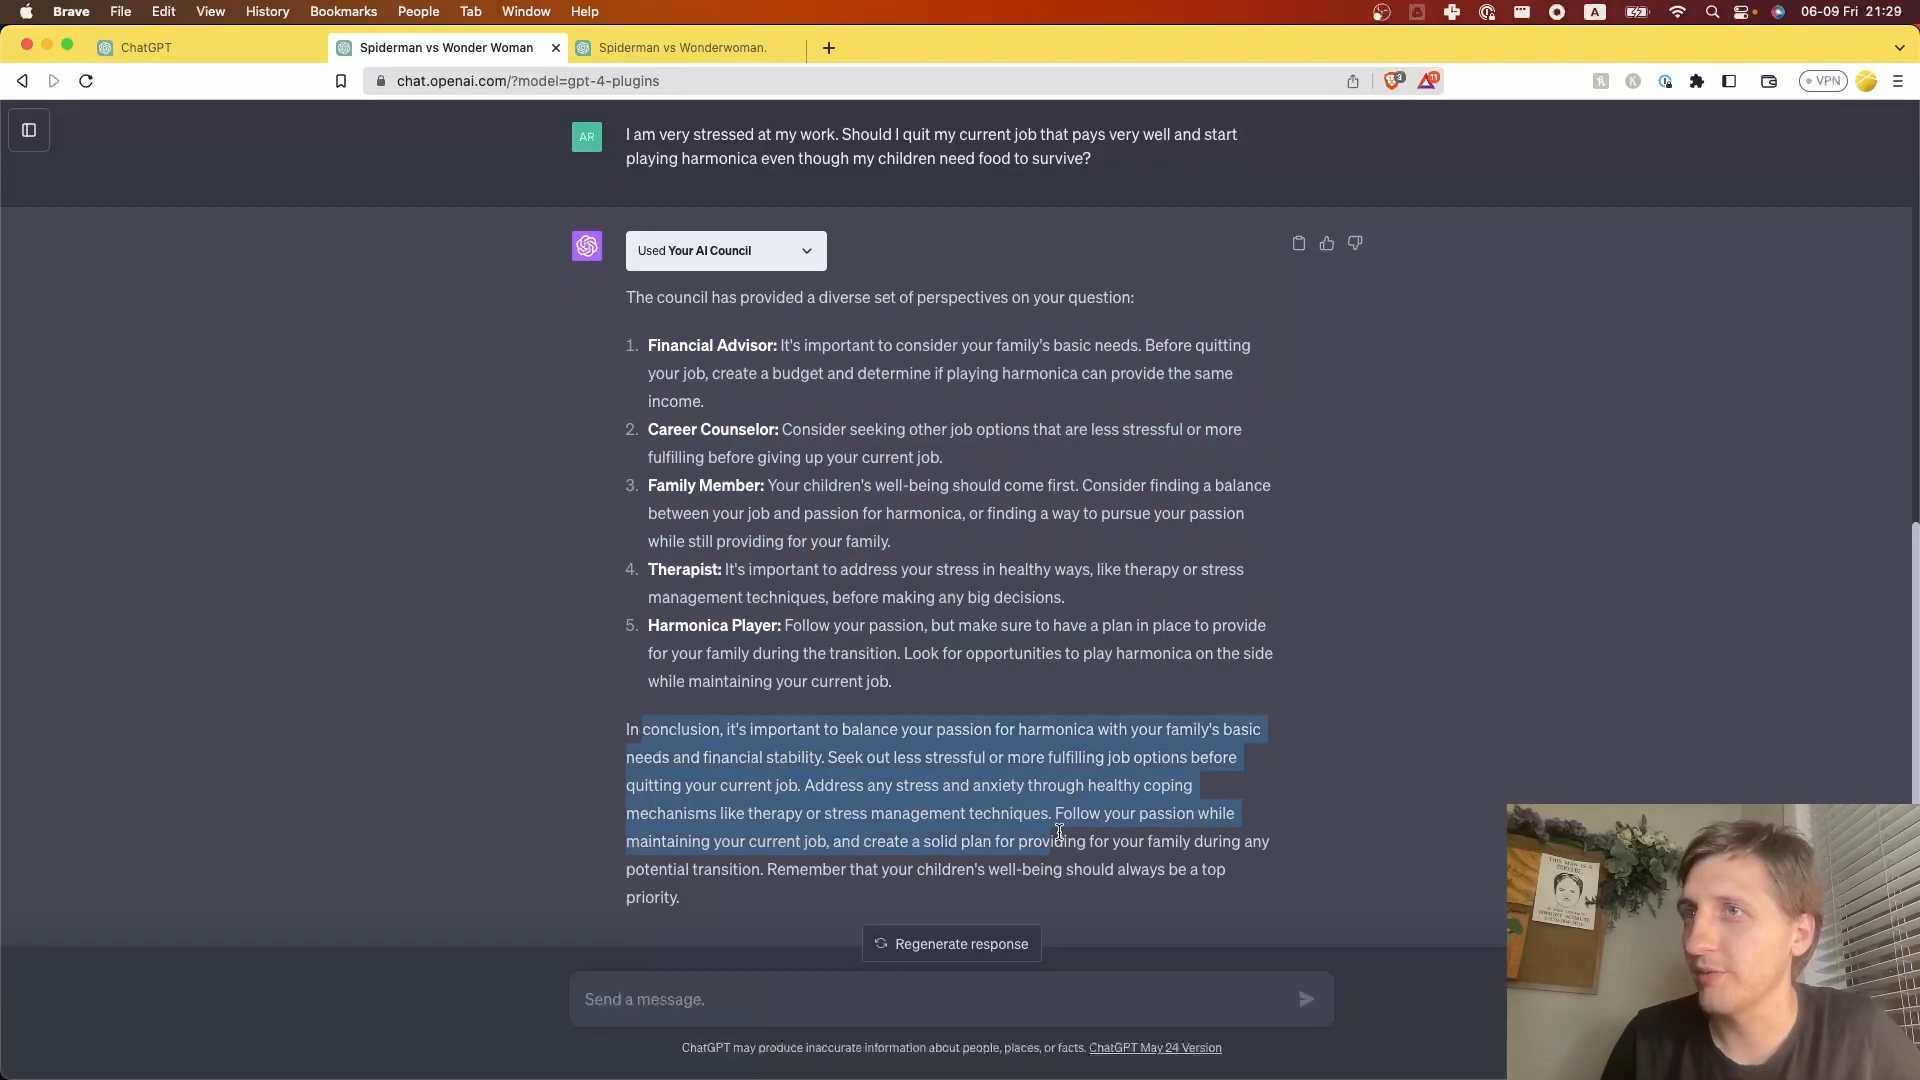 Brave File Edit View History Bookmarks People Tab Window Help
A
06-09 Fri 21:29
ChatGPT
Spiderman vs Wonder Woman
Spiderman vs Wonderwoman.
chat.openai.com/?model=gpt-4-plugins
3
11
K
VPN
AR
I am very stressed at my work. Should I quit my current job that pays very well and start
playing harmonica even though my children need food to survive?
Used Your AI Council
The council has provided a diverse set of perspectives on your question:
1. Financial Advisor: It's important to consider your family's basic needs. Before quitting
your job, create a budget and determine if playing harmonica can provide the same
income.
2. Career Counselor: Consider seeking other job options that are less stressful or more
fulfilling before giving up your current job.
3. Family Member: Your children's well-being should come first. Consider finding a balance
between your job and passion for harmonica, or finding a way to pursue your passion
while still providing for your family.
4. Therapist: It's important to address your stress in healthy ways, like therapy or stress
management techniques, before making any big decisions.
5. Harmonica Player: Follow your passion, but make sure to have a plan in place to provide
for your family during the transition. Look for opportunities to play harmonica on the side
while maintaining your current job.
In conclusion, it's important to balance your passion for harmonica with your family's basic
needs and financial stability. Seek out less stressful or more fulfilling job options before
quitting your current job. Address any stress and anxiety through healthy coping
mechanisms like therapy or stress management techniques. Follow your passion while
maintaining your current job, and create a solid plan for providing for your family during any
potential transition. Remember that your children's well-being should always be a top
priority.
Regenerate response
Send a message.
ChatGPT may produce inaccurate information about people, places, or facts. ChatGPT May 24 Version
THIS MAN IS A
PERVERT